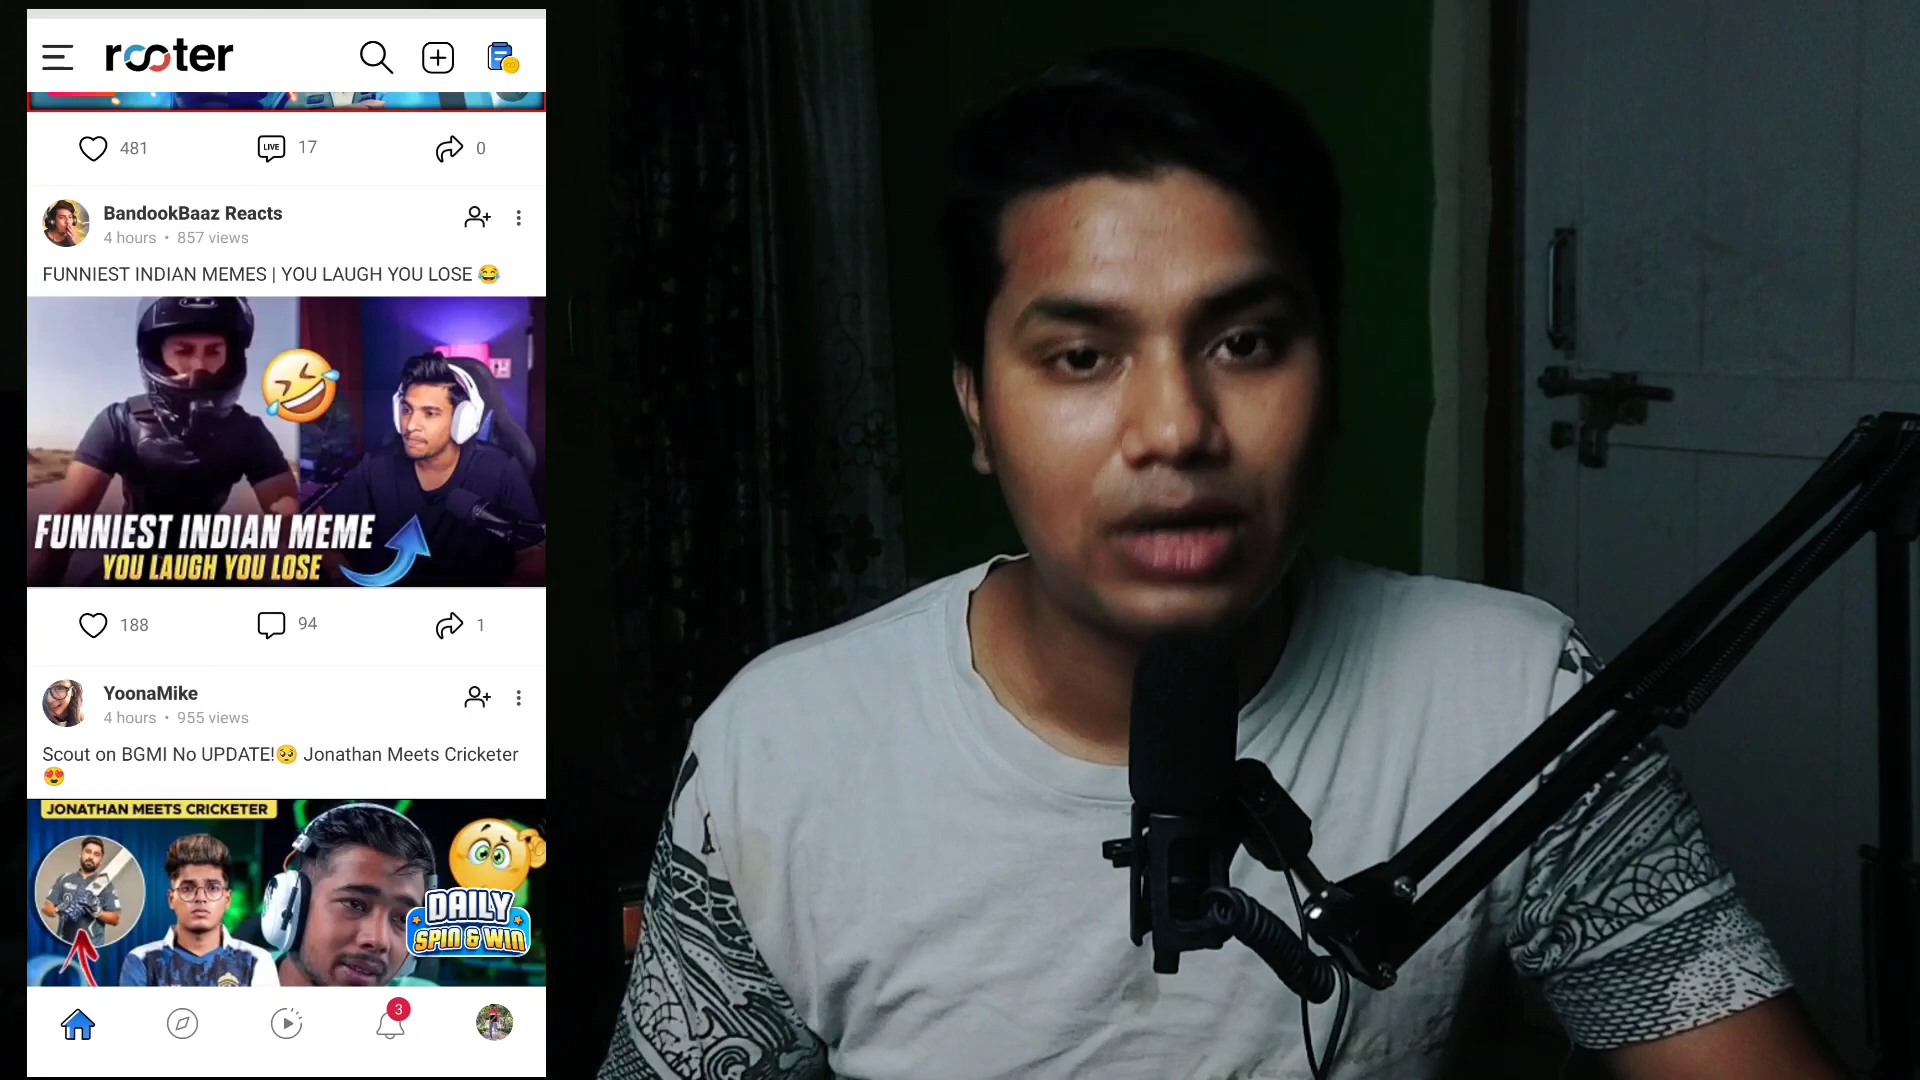 rooter
481
LIVE
17
0
BandookBaaz Reacts
4 hours • 857 views
FUNNIEST INDIAN MEMES | YOU LAUGH YOU LOSE 😂
FUNNIEST INDIAN MEME
YOU LAUGH YOU LOSE
188
94
1
YoonaMike
4 hours • 955 views
Scout on BGMI No UPDATE!🥺 Jonathan Meets Cricketer
😍
JONATHAN MEETS CRICKETER
DAILY
SPIN & WIN
3